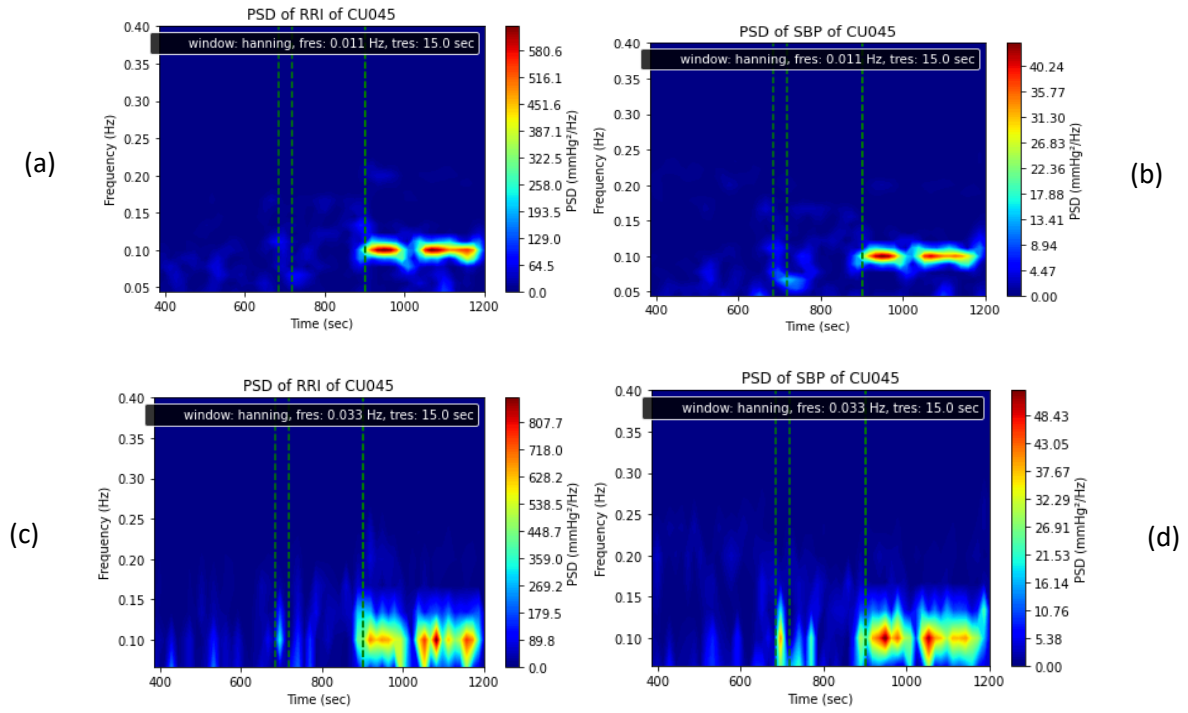 (a)
PSD of RRI of CU045
window: hanning, fres: 0.011 Hz, tres: 15.0 sec
Frequency (Hz)
0.40
0.35
0.30
0.25
0.20
0.15
0.10
0.05
400 600 800 1000 1200
Time (sec)
580.6
516.1
451.6
387.1
322.5
258.0
193.5
129.0
64.5
0.0
PSD (mmHg²/Hz)
(b)
PSD of SBP of CU045
window: hanning, fres: 0.011 Hz, tres: 15.0 sec
Frequency (Hz)
0.40
0.35
0.30
0.25
0.20
0.15
0.10
0.05
400 600 800 1000 1200
Time (sec)
40.24
35.77
31.30
26.83
22.36
17.88
13.41
8.94
4.47
0.00
PSD (mmHg²/Hz)
(c)
PSD of RRI of CU045
window: hanning, fres: 0.033 Hz, tres: 15.0 sec
Frequency (Hz)
0.40
0.35
0.30
0.25
0.20
0.15
0.10
400 600 800 1000 1200
Time (sec)
807.7
718.0
628.2
538.5
448.7
359.0
269.2
179.5
89.8
0.0
PSD (mmHg²/Hz)
(d)
PSD of SBP of CU045
window: hanning, fres: 0.033 Hz, tres: 15.0 sec
Frequency (Hz)
0.40
0.35
0.30
0.25
0.20
0.15
0.10
400 600 800 1000 1200
Time (sec)
48.43
43.05
37.67
32.29
26.91
21.53
16.14
10.76
5.38
0.00
PSD (mmHg²/Hz)